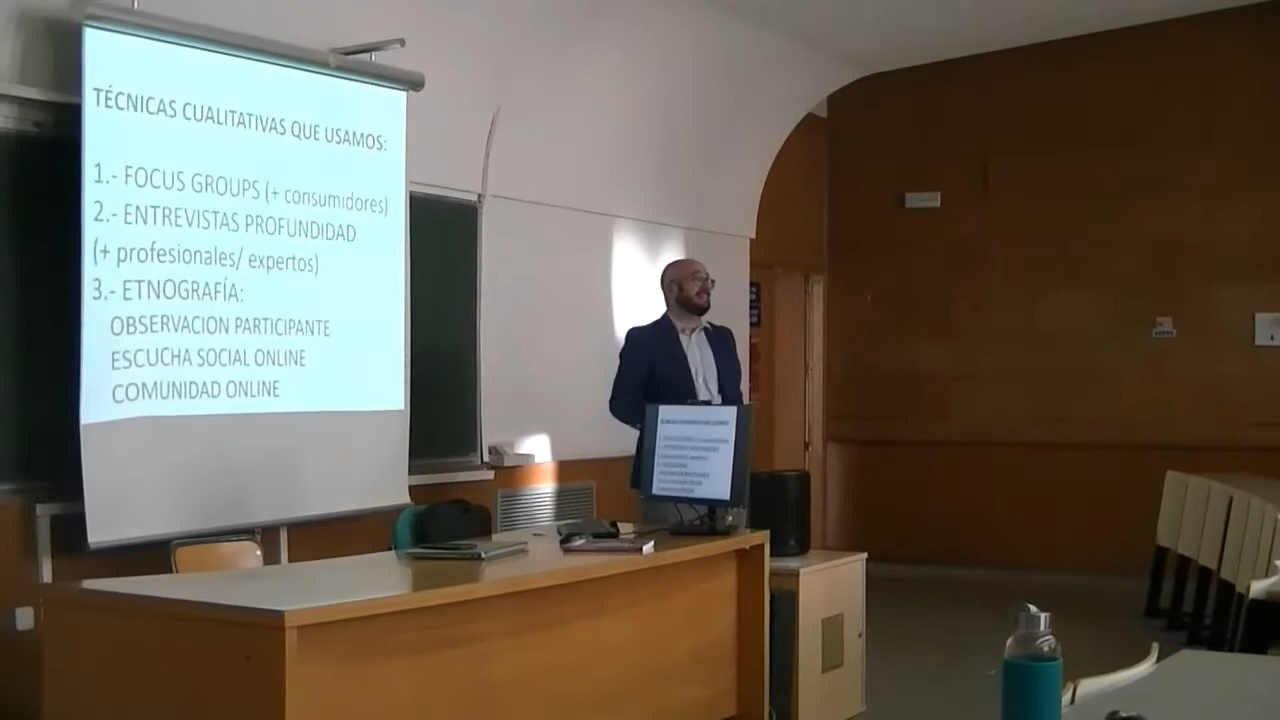 TÉCNICAS CUALITATIVAS QUE USAMOS:
1.- FOCUS GROUPS (+ consumidores)
2.- ENTREVISTAS PROFUNDIDAD
(+ profesionales/ expertos)
3.- ETNOGRAFÍA:
OBSERVACION PARTICIPANTE
ESCUCHA SOCIAL ONLINE
COMUNIDAD ONLINE